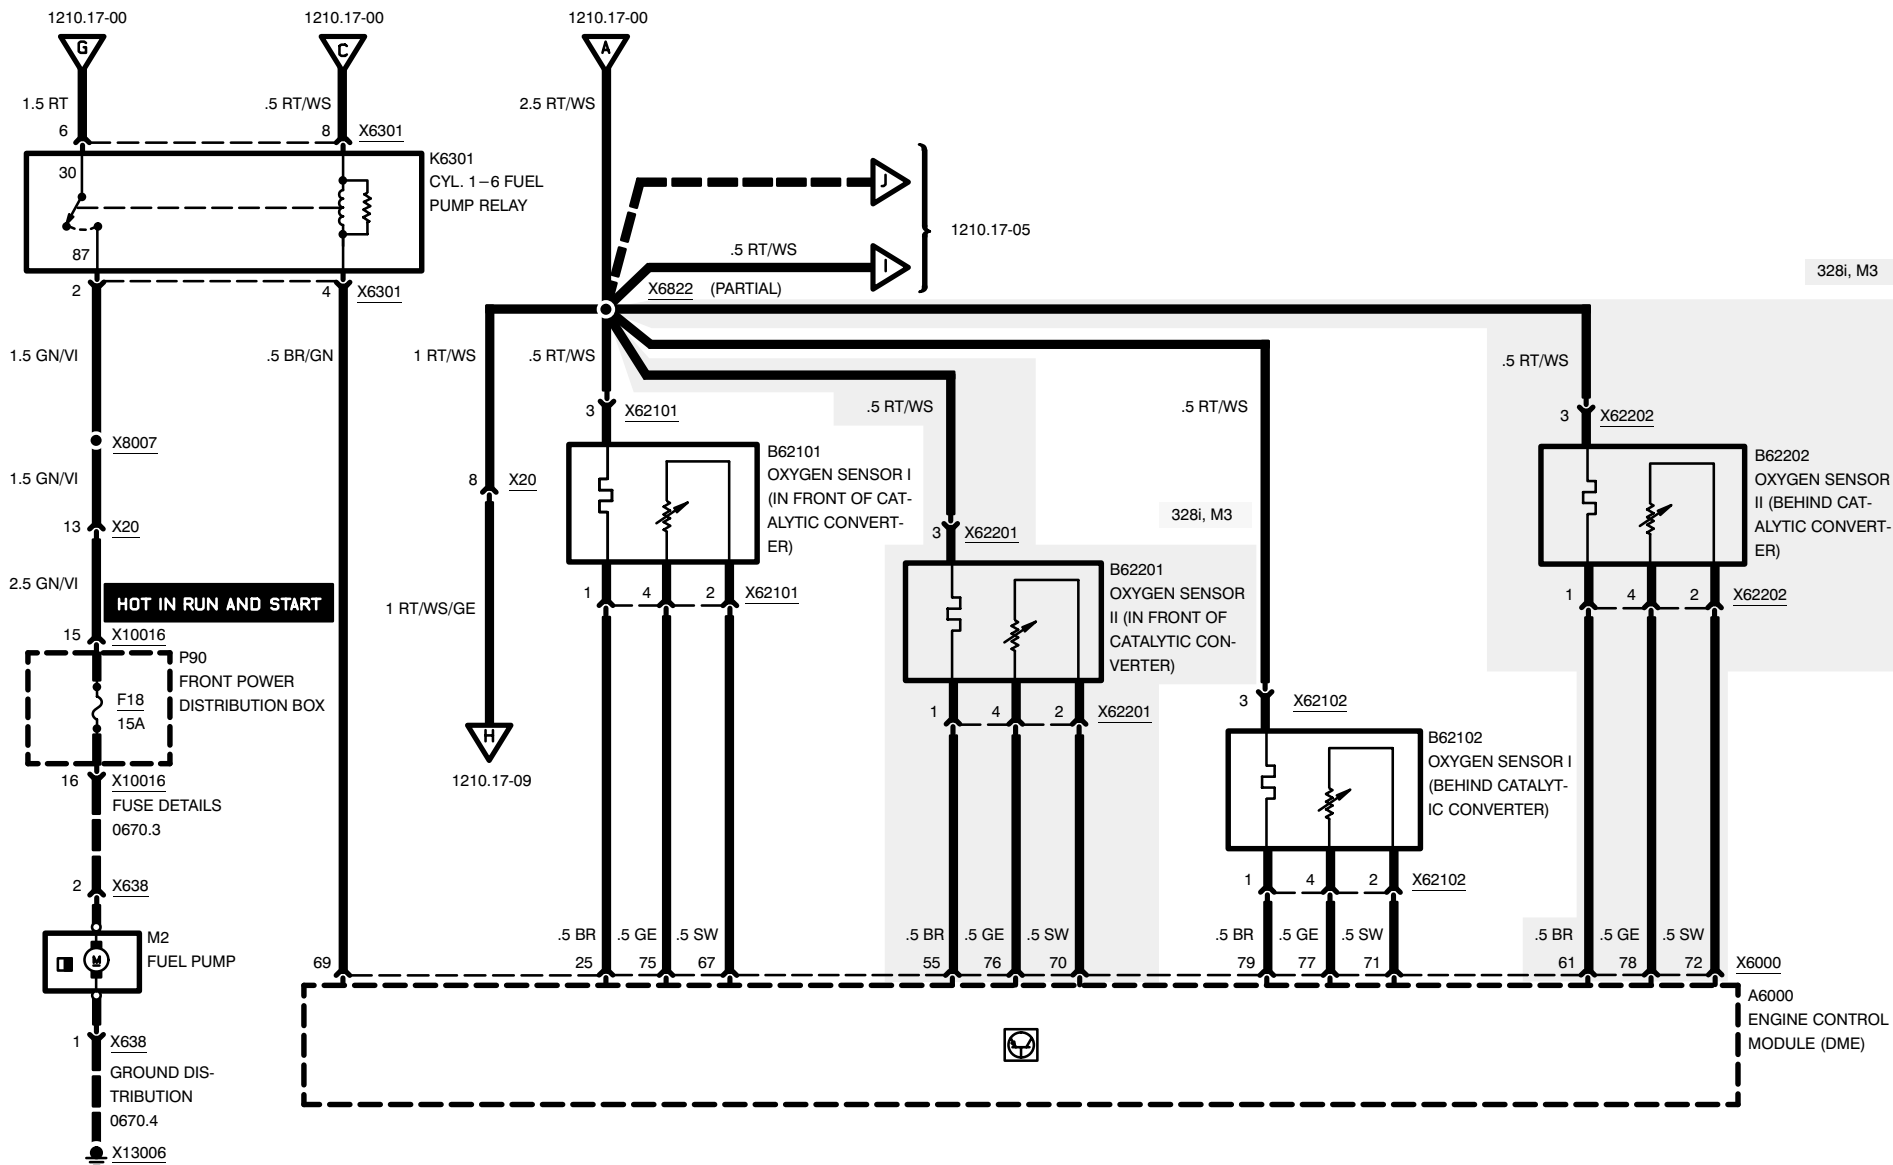 1210.17-00
1210.17-00
1210.17-00
G
C
A
1.5 RT
.5 RT/WS
2.5 RT/WS
6
8
X6301
K6301
CYL. 1–6 FUEL
PUMP RELAY
30
87
2
4
X6301
J
I
.5 RT/WS
1210.17-05
X6822 (PARTIAL)
328i, M3
1.5 GN/VI
.5 BR/GN
1 RT/WS
.5 RT/WS
.5 RT/WS
.5 RT/WS
.5 RT/WS
X8007
1.5 GN/VI
13
X20
2.5 GN/VI
HOT IN RUN AND START
15
X10016
P90
FRONT POWER
DISTRIBUTION BOX
F18
15A
16
X10016
FUSE DETAILS
0670.3
2
X638
M2
FUEL PUMP
M
1
X638
GROUND DIS-
TRIBUTION
0670.4
X13006
8
X20
1 RT/WS/GE
H
1210.17-09
3
X62101
B62101
OXYGEN SENSOR I
(IN FRONT OF CAT-
ALYTIC CONVERT-
ER)
1
4
2
X62101
328i, M3
3
X62201
B62201
OXYGEN SENSOR
II (IN FRONT OF
CATALYTIC CON-
VERTER)
1
4
2
X62201
3
X62102
B62102
OXYGEN SENSOR I
(BEHIND CATALYT-
IC CONVERTER)
1
4
2
X62102
3
X62202
B62202
OXYGEN SENSOR
II (BEHIND CAT-
ALYTIC CONVERT-
ER)
1
4
2
X62202
.5 BR
.5 GE
.5 SW
.5 BR
.5 GE
.5 SW
.5 BR
.5 GE
.5 SW
.5 BR
.5 GE
.5 SW
69
25
75
67
55
76
70
79
77
71
61
78
72
X6000
A6000
ENGINE CONTROL
MODULE (DME)